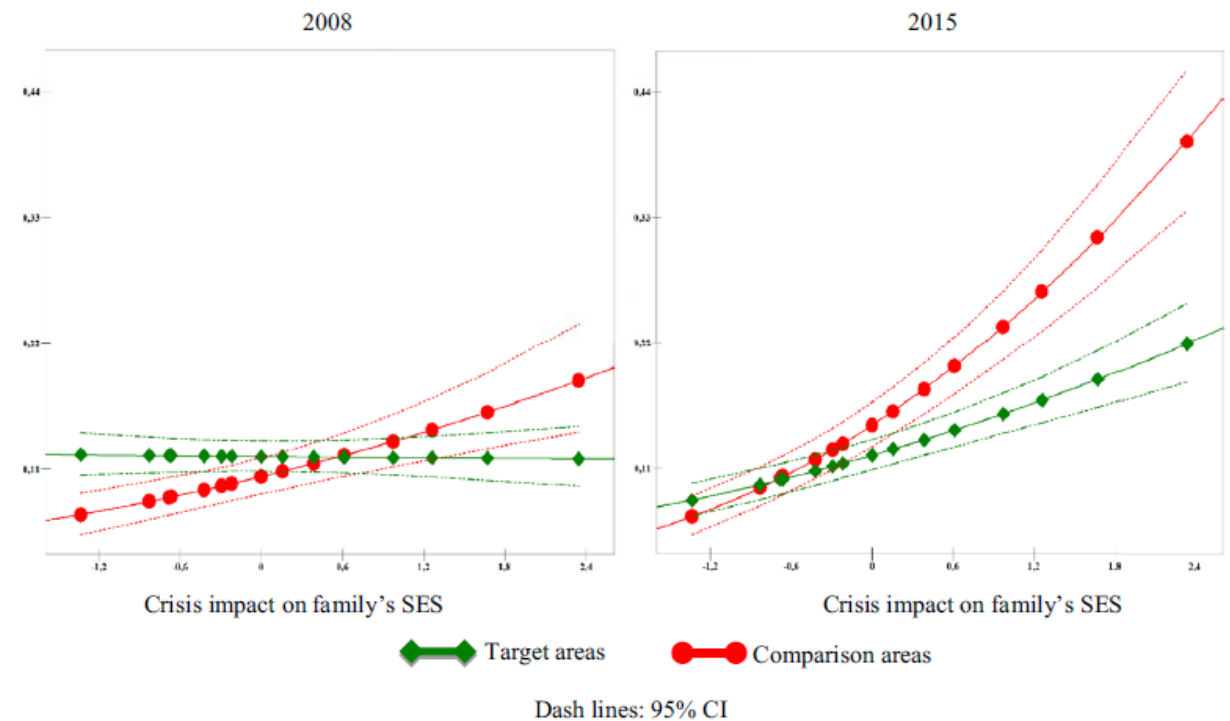 2008
2015
0,44
0,33
0,22
0,11
-1,2 -0,6 0 0,6 1,2 1,8 2,4
Crisis impact on family's SES
0,44
0,33
0,22
0,11
-1,2 -0,6 0 0,6 1,2 1,8 2,4
Crisis impact on family's SES
Target areas
Comparison areas
Dash lines: 95% CI